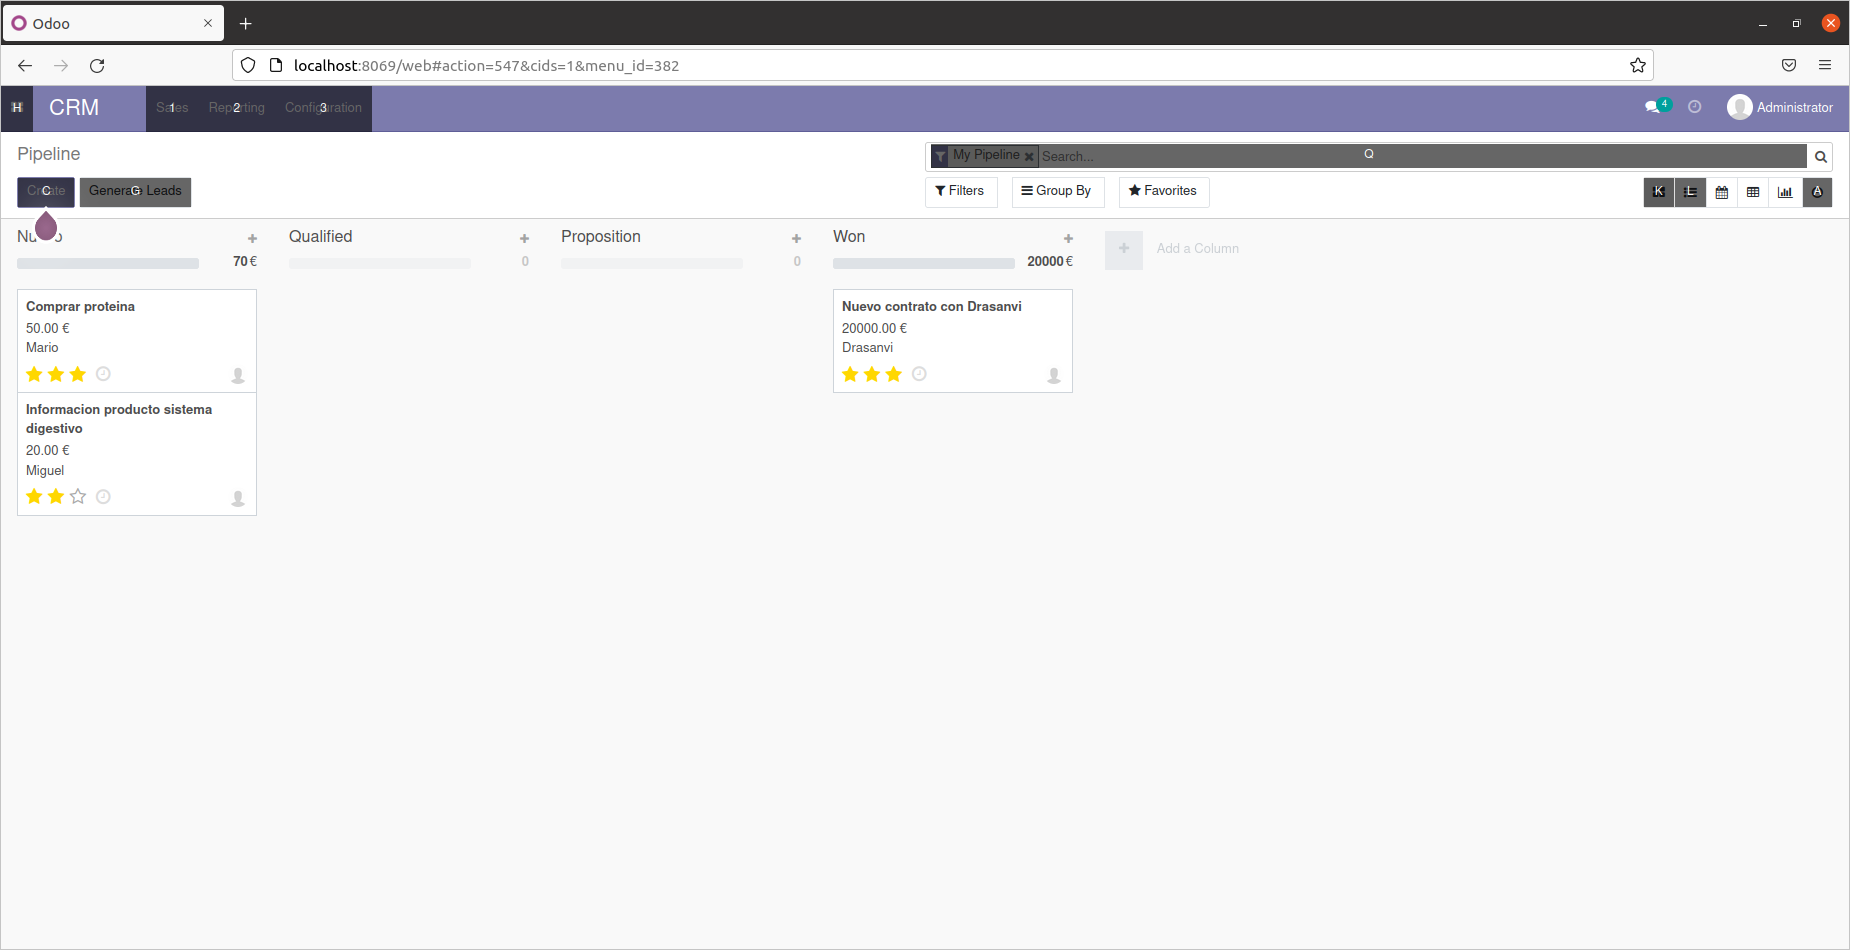 Odoo
localhost:8069/web#action=547&cids=1&menu_id=382
H CRM Sales 1 Reporting 2 Configuration 3 4 Administrator
Pipeline
My Pipeline Search... Q
Create C Generate Leads G
Filters Group By Favorites K L A
Qualified Proposition Won Add a Column
70 € 0 0 20000 €
Comprar proteina
50.00 €
Mario
Informacion producto sistema
digestivo
20.00 €
Miguel
Nuevo contrato con Drasanvi
20000.00 €
Drasanvi